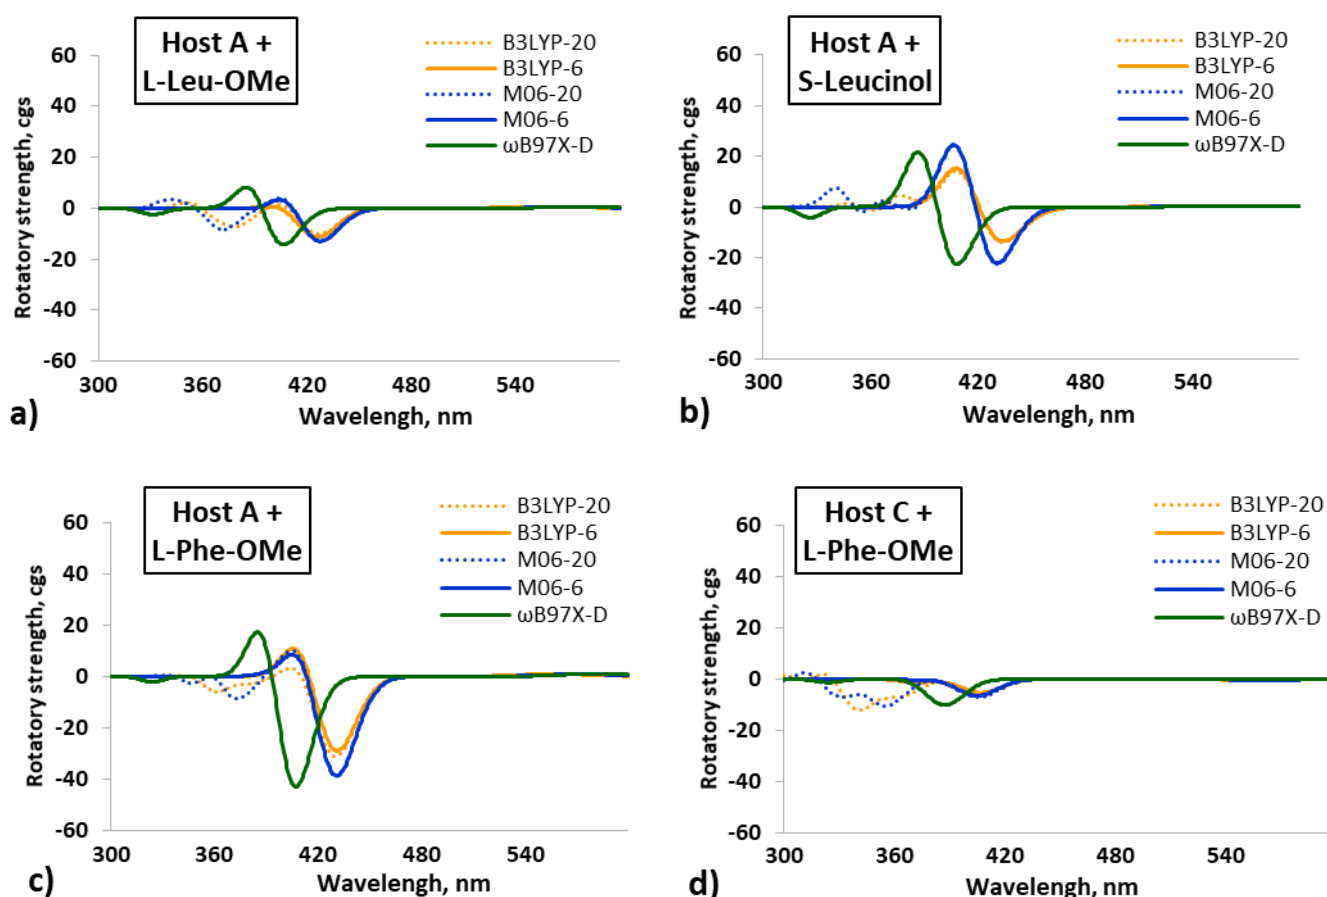 Host A +
L-Leu-OMe
B3LYP-20
B3LYP-6
M06-20
M06-6
ωB97X-D
Rotatory strength, cgs
60
40
20
0
-20
-40
-60
300 360 420 480 540
Wavelengh, nm
a)
Host A +
S-Leucinol
B3LYP-20
B3LYP-6
M06-20
M06-6
ωB97X-D
Rotatory strength, cgs
60
40
20
0
-20
-40
-60
300 360 420 480 540
Wavelengh, nm
b)
Host A +
L-Phe-OMe
B3LYP-20
B3LYP-6
M06-20
M06-6
ωB97X-D
Rotatory strength, cgs
60
40
20
0
-20
-40
-60
300 360 420 480 540
Wavelengh, nm
c)
Host C +
L-Phe-OMe
B3LYP-20
B3LYP-6
M06-20
M06-6
ωB97X-D
Rotatory strength, cgs
60
40
20
0
-20
-40
-60
300 360 420 480 540
Wavelengh, nm
d)